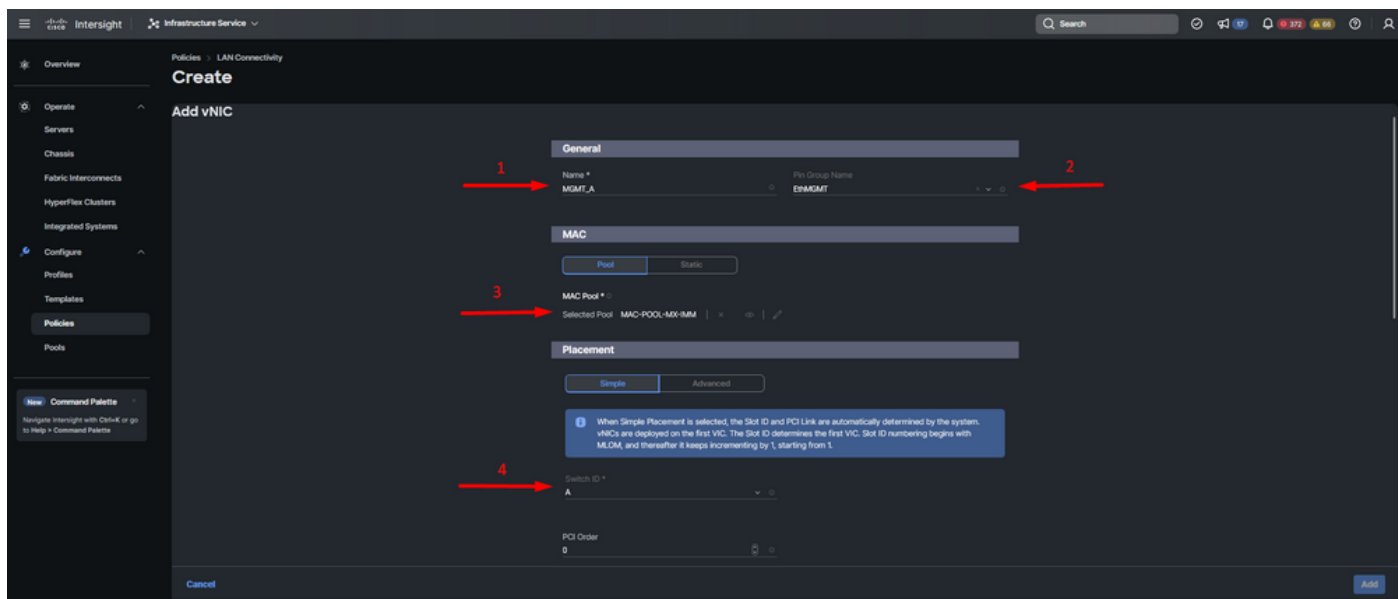 cisco Intersight
Infrastructure Service
Search
17
372
66
Overview
Operate
Servers
Chassis
Fabric Interconnects
HyperFlex Clusters
Integrated Systems
Configure
Profiles
Templates
Policies
Pools
New Command Palette
Navigate Intersight with Ctrl+K or go
to Help > Command Palette
Policies > LAN Connectivity
Create
Add vNIC
General
1
Name *
MGMT_A
Pin Group Name
EthMGMT
2
MAC
Pool Static
3
MAC Pool *
Selected Pool MAC-POOL-MX-IMM
Placement
Simple Advanced
When Simple Placement is selected, the Slot ID and PCI Link are automatically determined by the system.
vNICs are deployed on the first VIC. The Slot ID determines the first VIC. Slot ID numbering begins with
MLOM, and thereafter it keeps incrementing by 1, starting from 1.
4
Switch ID *
A
PCI Order
0
Cancel
Add